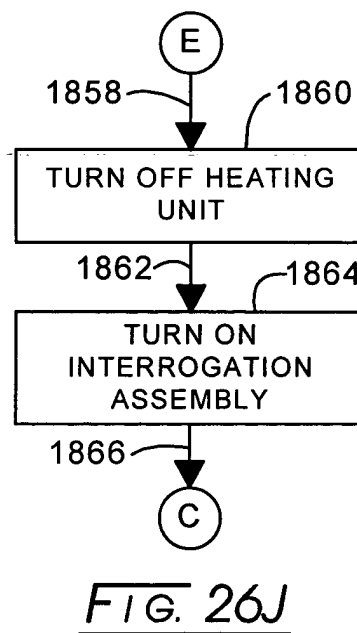 E
1858
1860
TURN OFF HEATING
UNIT
1862
1864
TURN ON
INTERROGATION
ASSEMBLY
1866
C
FIG. 26J